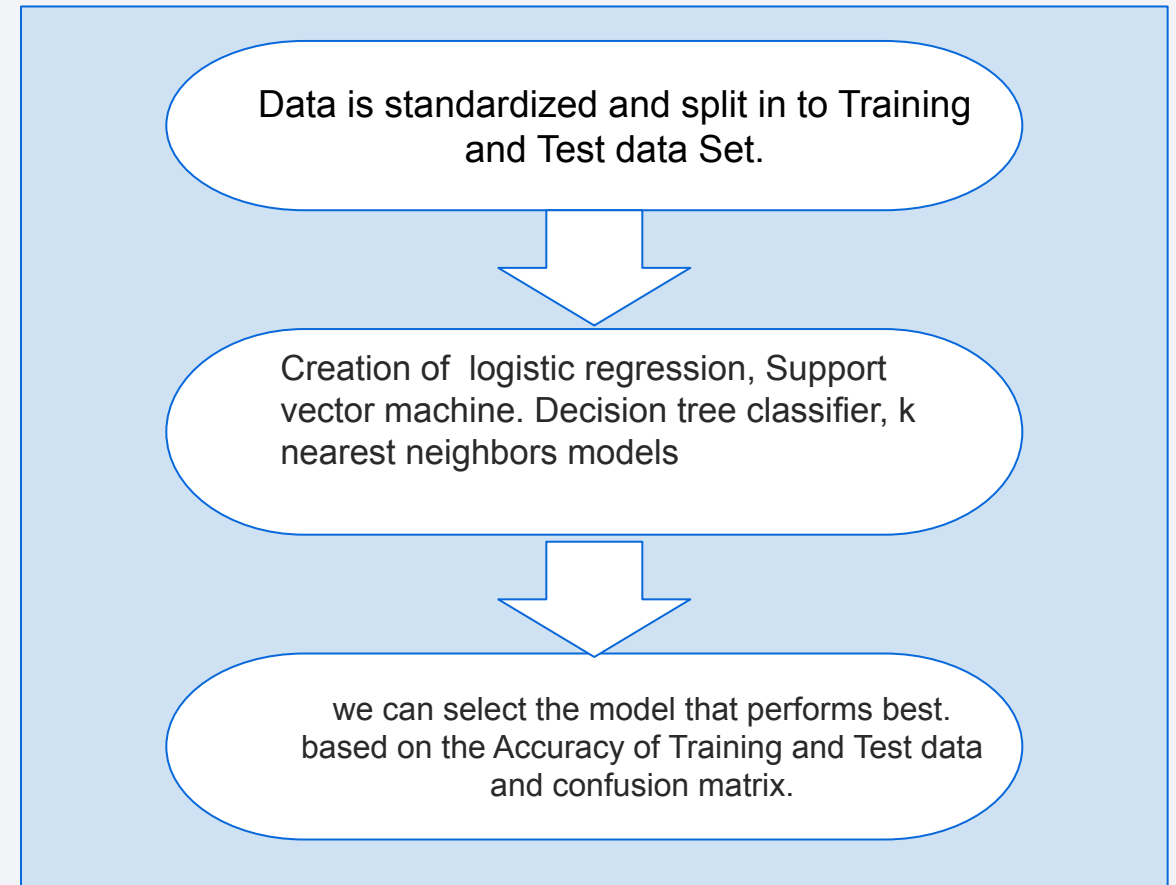 Data is standardized and split in to Training
and Test data Set.
Creation of  logistic regression, Support
vector machine. Decision tree classifier, k
nearest neighbors models
we can select the model that performs best.
based on the Accuracy of Training and Test data
and confusion matrix.